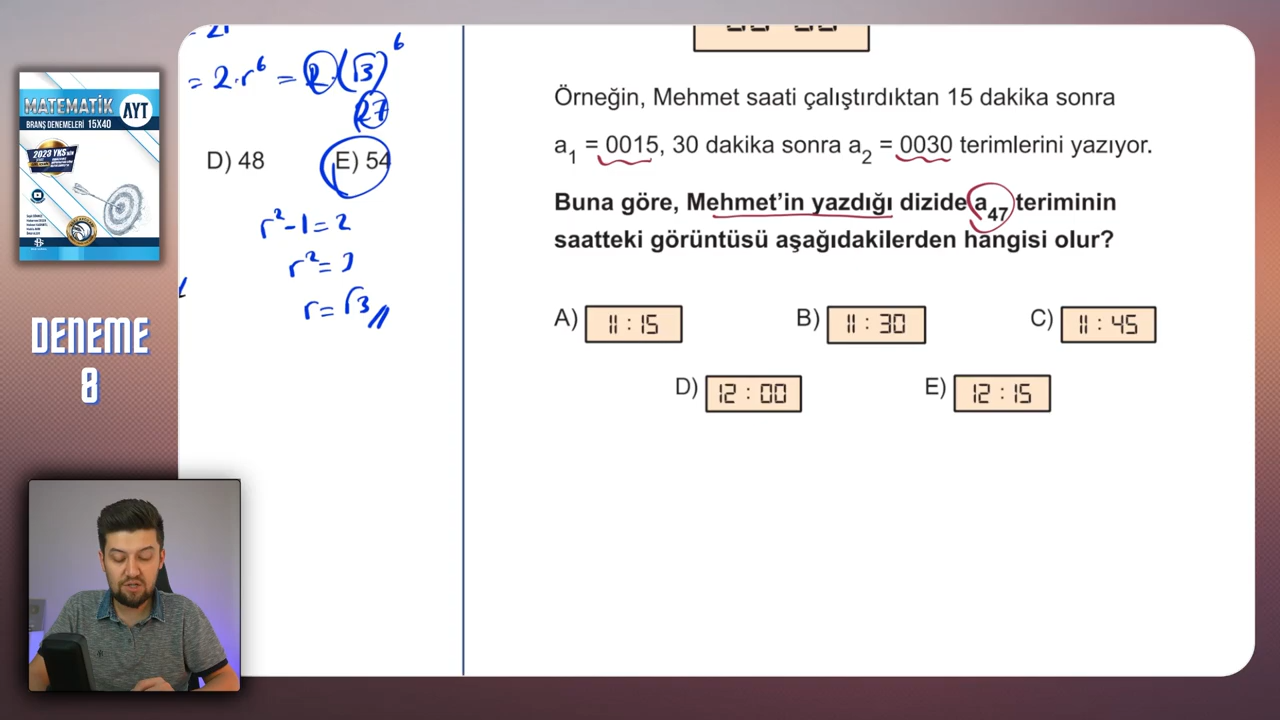 MATEMATİK AYT
BRANŞ DENEMELERİ 15X40
2023 YKS'NİN
DENEME
8
= 2·r⁶ = 2·(√3)⁶
27
D) 48
E) 54
r²-1=2
r²=3
r=√3//
Örneğin, Mehmet saati çalıştırdıktan 15 dakika sonra
a₁ = 0015, 30 dakika sonra a₂ = 0030 terimlerini yazıyor.
Buna göre, Mehmet'in yazdığı dizide a₄₇ teriminin
saatteki görüntüsü aşağıdakilerden hangisi olur?
A) 11 : 15
B) 11 : 30
C) 11 : 45
D) 12 : 00
E) 12 : 15